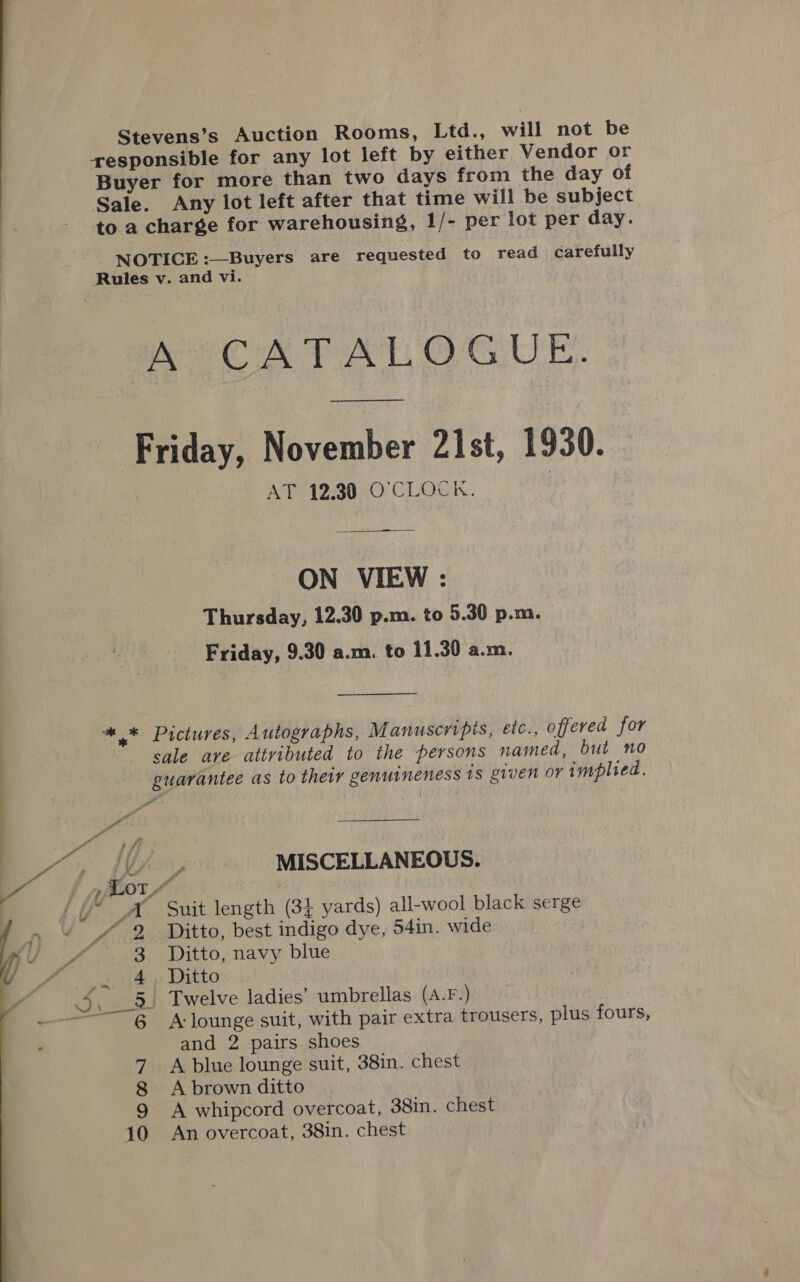 Stevens's Auction Rooms, Ltd., will not be
responsible for any lot left by either Vendor or
Buyer for more than two days from the day of
Sale. Any lot left after that time will be subject
to a charge for warehousing, 1/- per lot per day.
NOTICE :—Buyers are requested to read carefully
Rules v. and vi.
A CATALOGUE.
Friday, November 21st, 1930.
AT 12.30 O'CLOCK.
ON VIEW :
Thursday, 12.30 p.m. to 5.30 p.m.
Friday, 9.30 a.m. to 11.30 a.m.
*** Pictures, Autographs, Manuscripts, etc., offered for
sale are attributed to the persons named, but no
guarantee as to their genuineness is given or implied.
MISCELLANEOUS.
Lot
1 Suit length (3¼ yards) all-wool black serge
2 Ditto, best indigo dye, 54in. wide
3 Ditto, navy blue
4 Ditto
5 Twelve ladies' umbrellas (A.F.)
6 A lounge suit, with pair extra trousers, plus fours,
and 2 pairs shoes
7 A blue lounge suit, 38in. chest
8 A brown ditto
9 A whipcord overcoat, 38in. chest
10 An overcoat, 38in. chest